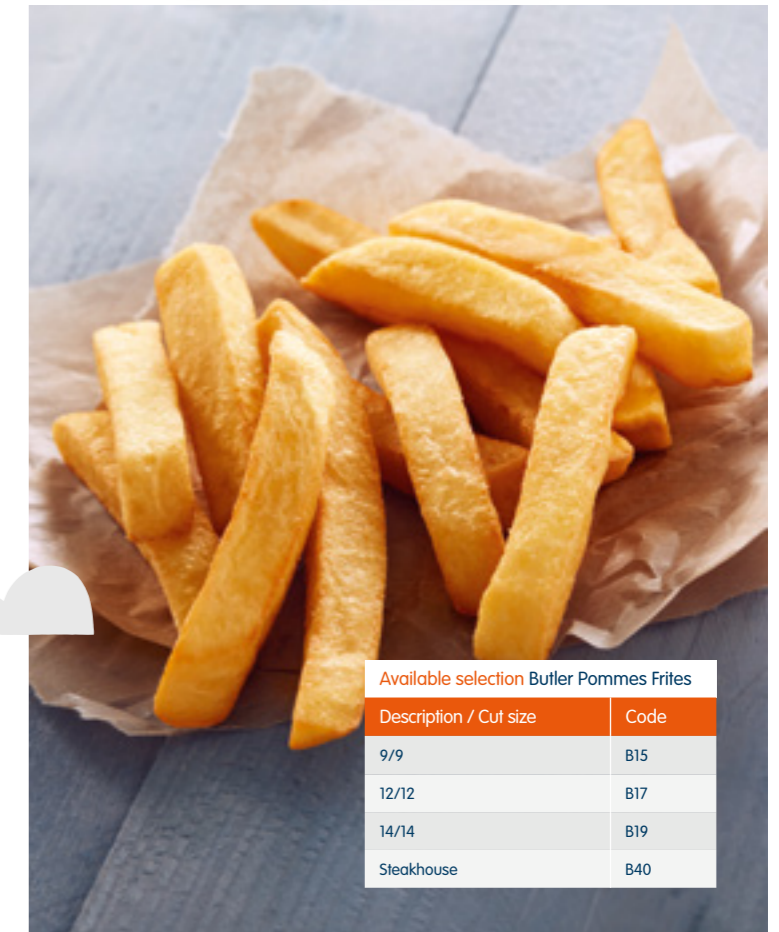 Available selection Butler Pommes Frites
Description / Cut size Code
9/9 B15
12/12 B17
14/14 B19
Steakhouse B40